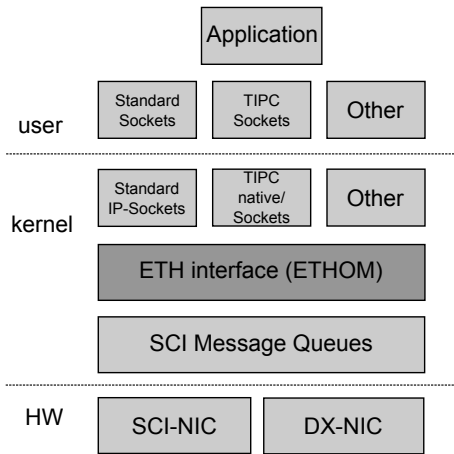 Application
Standard
Sockets
TIPC
Sockets
Other
user
Standard
IP-Sockets
TIPC
native/
Sockets
Other
kernel
ETH interface (ETHOM)
SCI Message Queues
HW
SCI-NIC
DX-NIC